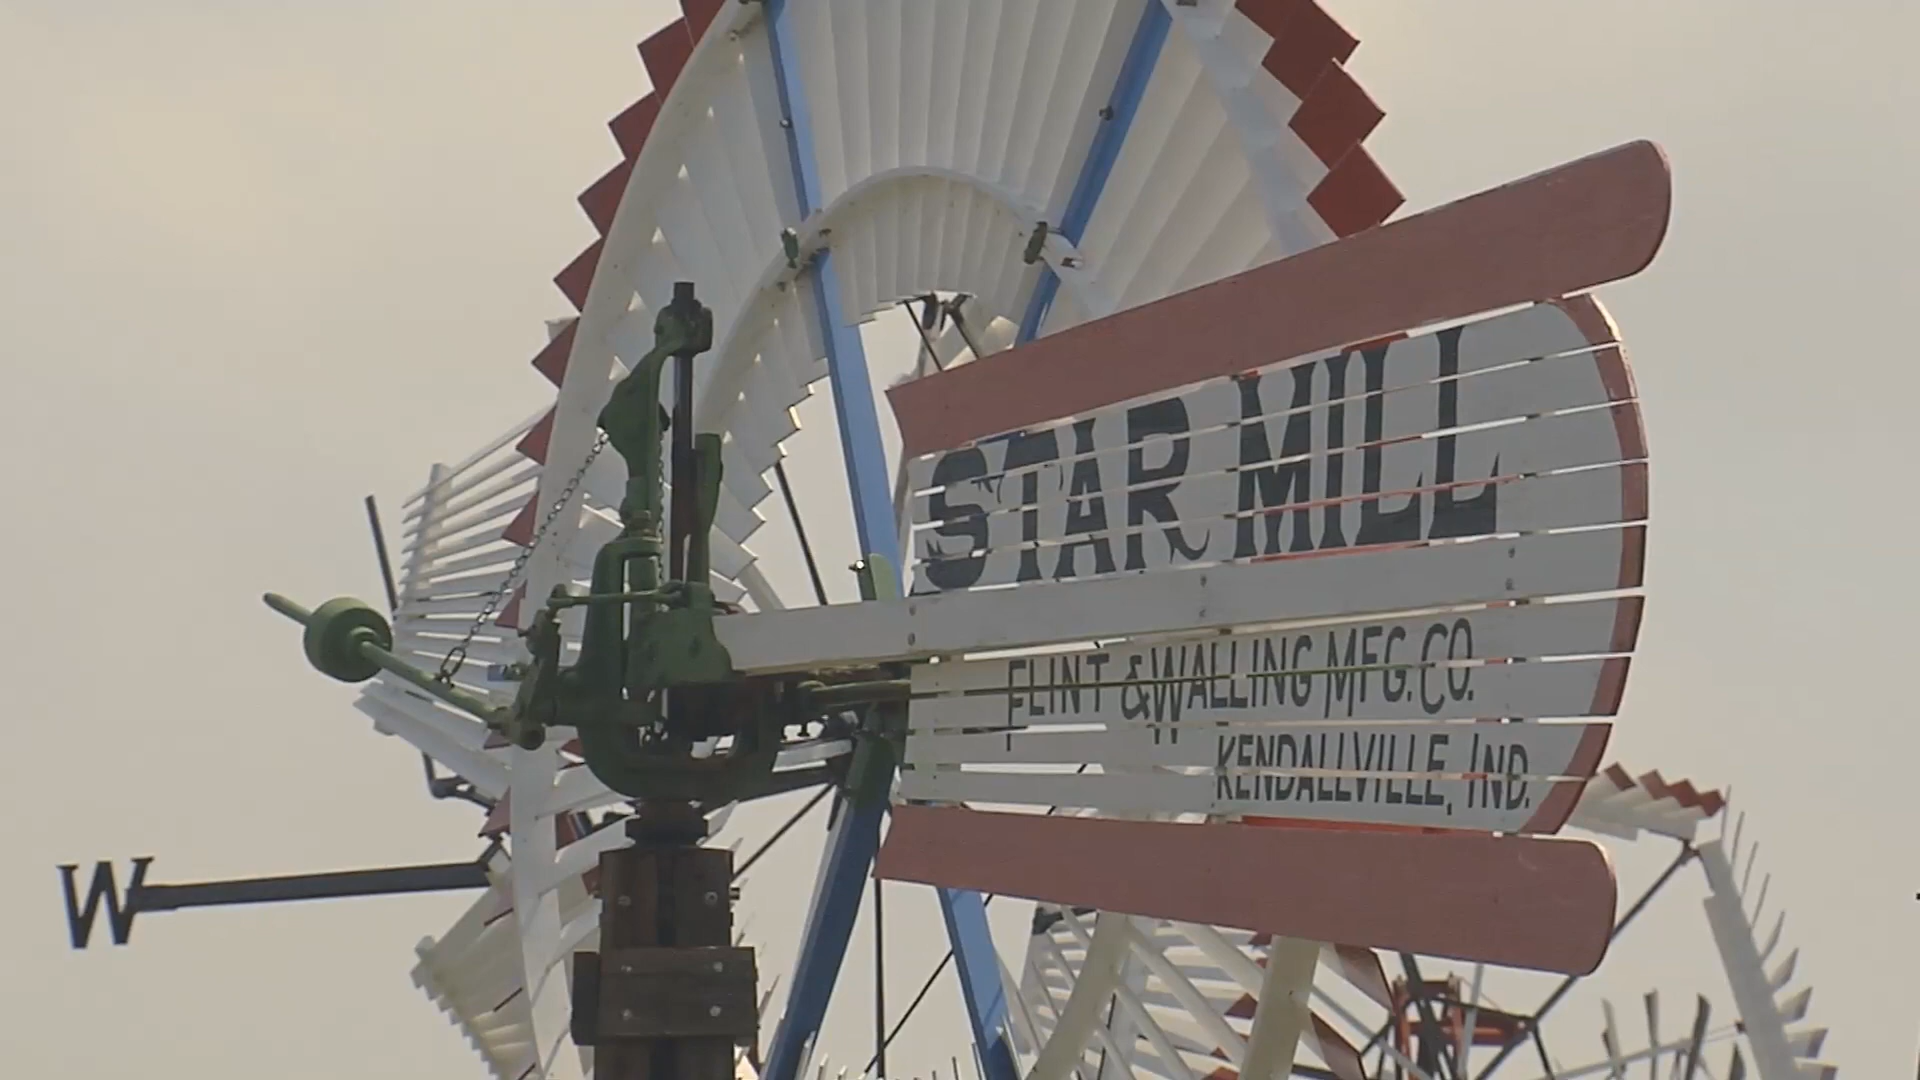 W
STAR MILL
FLINT & WALLING MFG. CO.
KENDALLVILLE, IND.